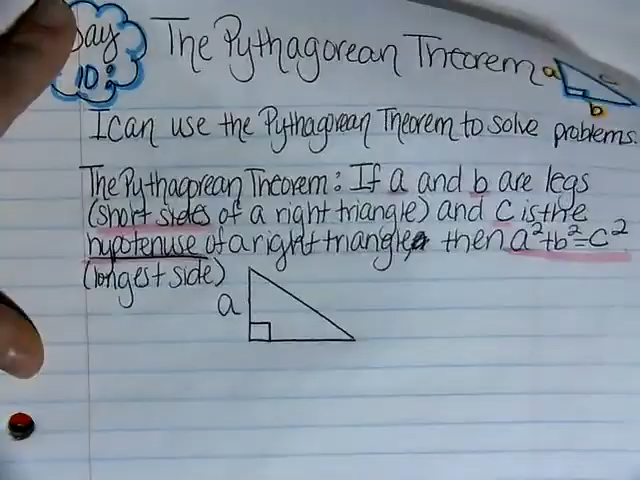 Day The Pythagorean Theorem
10:
a c
b
I can use the Pythagorean Theorem to solve problems.
The Pythagorean Theorem: If a and b are legs
(short sides of a right triangle) and c is the
hypotenuse of a right triangle, then a²+b²=c²
(longest side)
a